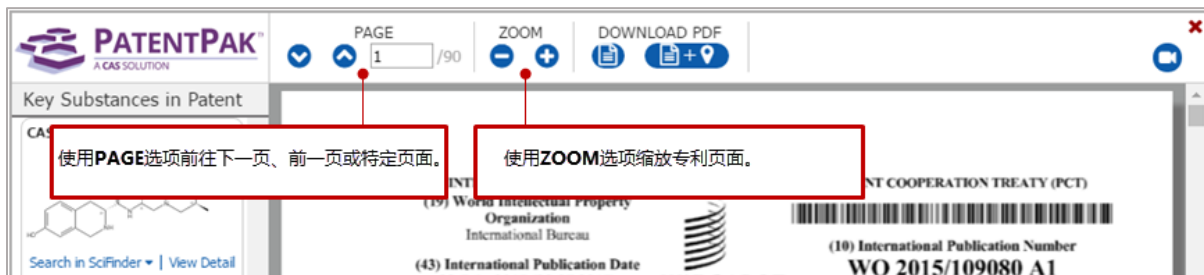 PATENTPAK
A CAS SOLUTION
PAGE
1 /90
ZOOM
DOWNLOAD PDF
Key Substances in Patent
CAS
使用PAGE选项前往下一页、前一页或特定页面。
使用ZOOM选项缩放专利页面。
Search in SciFinder | View Detail
INT
(19) World Intellectual Property
Organization
International Bureau
(43) International Publication Date
NT COOPERATION TREATY (PCT)
(10) International Publication Number
WO 2015/109080 A1